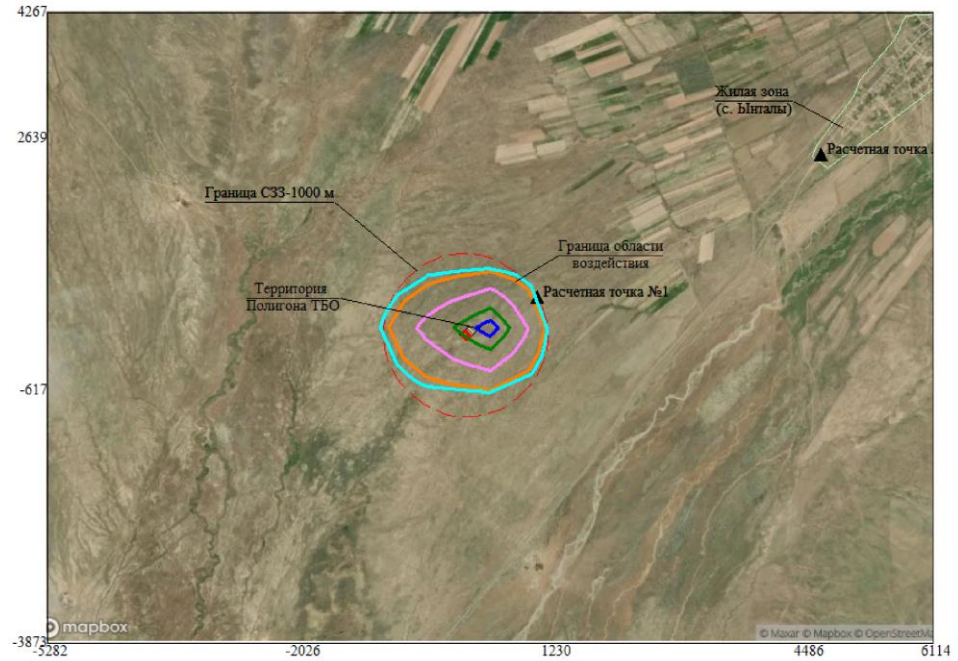 4267
Жилая зона
(с. Ынталы)
2639
Расчетная точка
Граница СЗЗ-1000 м
Граница области
воздействия
Территория
Полигона ТБО
Расчетная точка №1
-617
-3873
mapbox
© Maxar © Mapbox © OpenStreetMa
-5282
-2026
1230
4486
6114